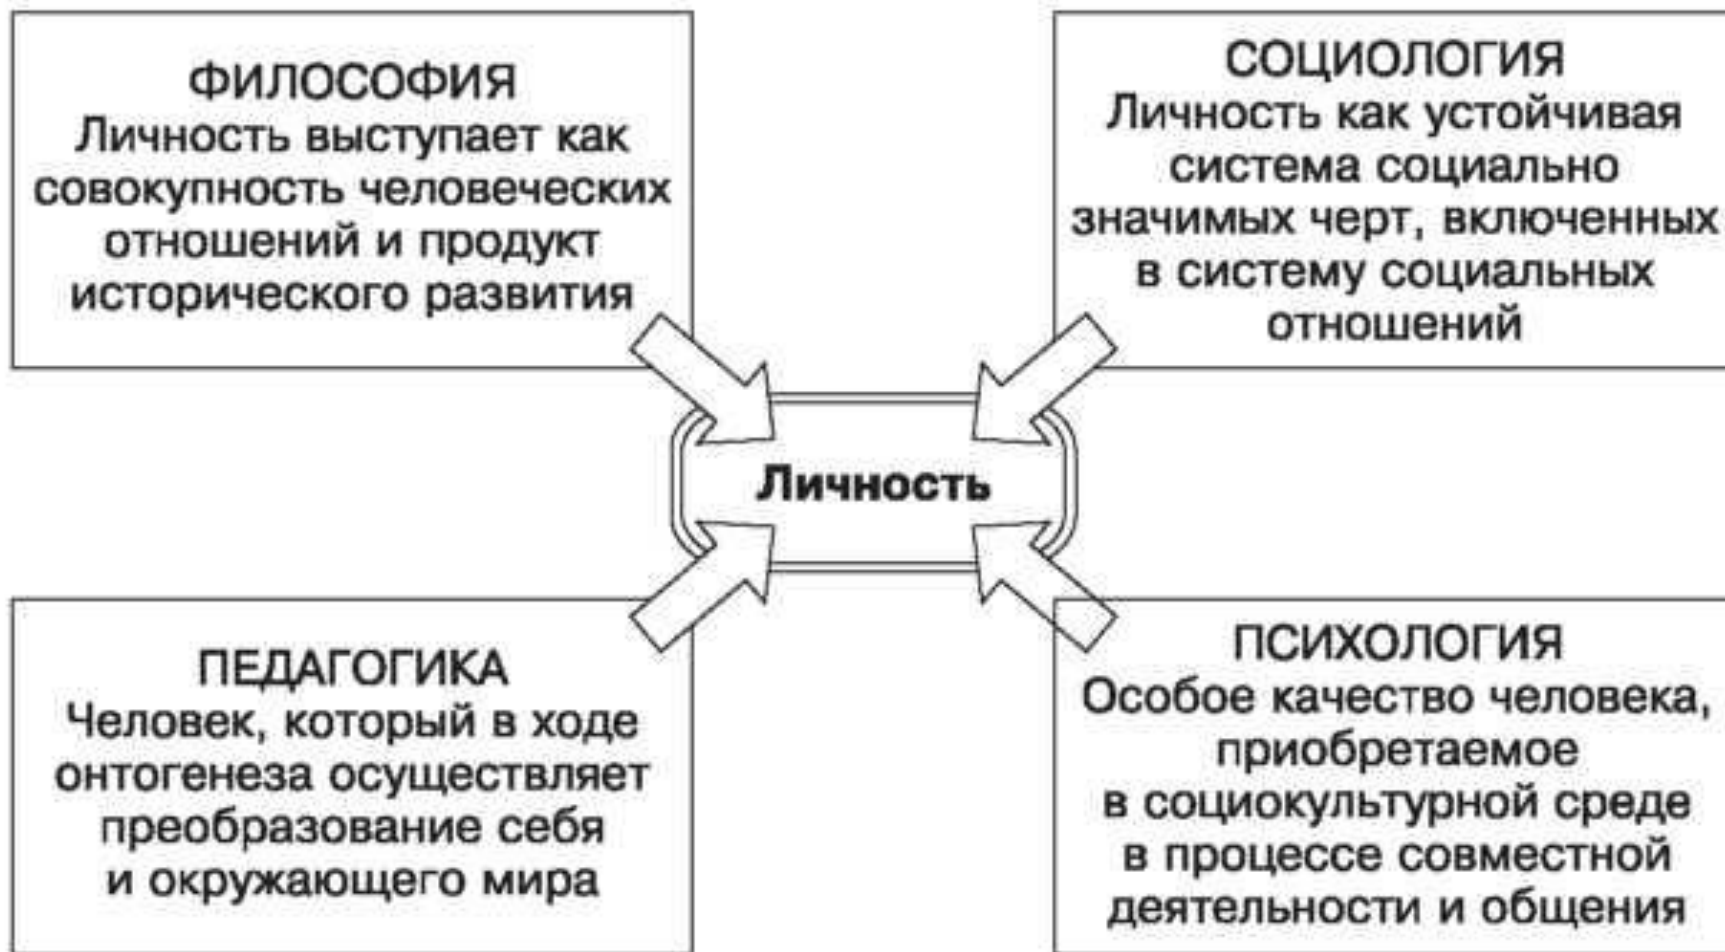 ФИЛОСОФИЯ
Личность выступает как
совокупность человеческих
отношений и продукт
исторического развития
СОЦИОЛОГИЯ
Личность как устойчивая
система социально
значимых черт, включенных
в систему социальных
отношений
Личность
ПЕДАГОГИКА
Человек, который в ходе
онтогенеза осуществляет
преобразование себя
и окружающего мира
ПСИХОЛОГИЯ
Особое качество человека,
приобретаемое
в социокультурной среде
в процессе совместной
деятельности и общения